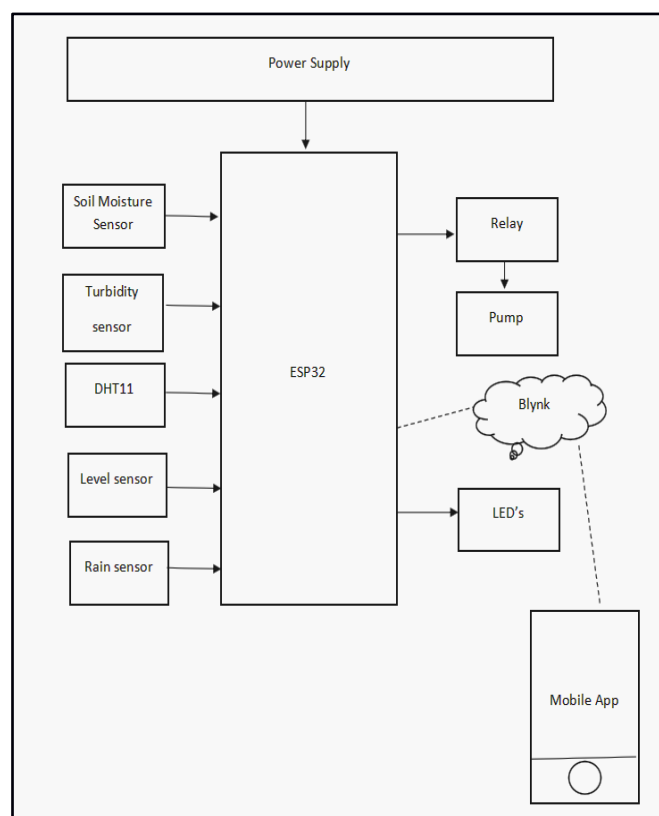 Power Supply
Soil Moisture
Sensor
Relay
Turbidity
sensor
Pump
ESP32
DHT11
Blynk
Level sensor
LED's
Rain sensor
Mobile App